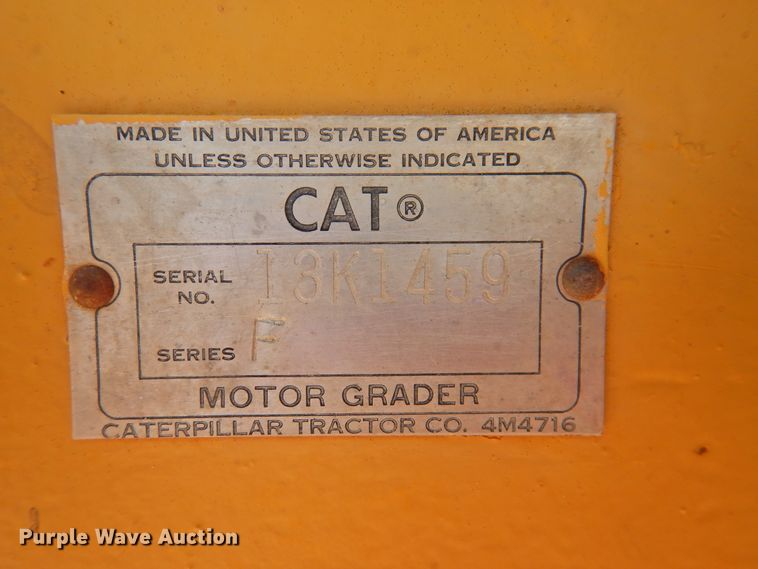 MADE IN UNITED STATES OF AMERICA
UNLESS OTHERWISE INDICATED
CAT®
SERIAL NO. 13K1459
SERIES F
MOTOR GRADER
CATERPILLAR TRACTOR CO. 4M4716
Purple Wave Auction